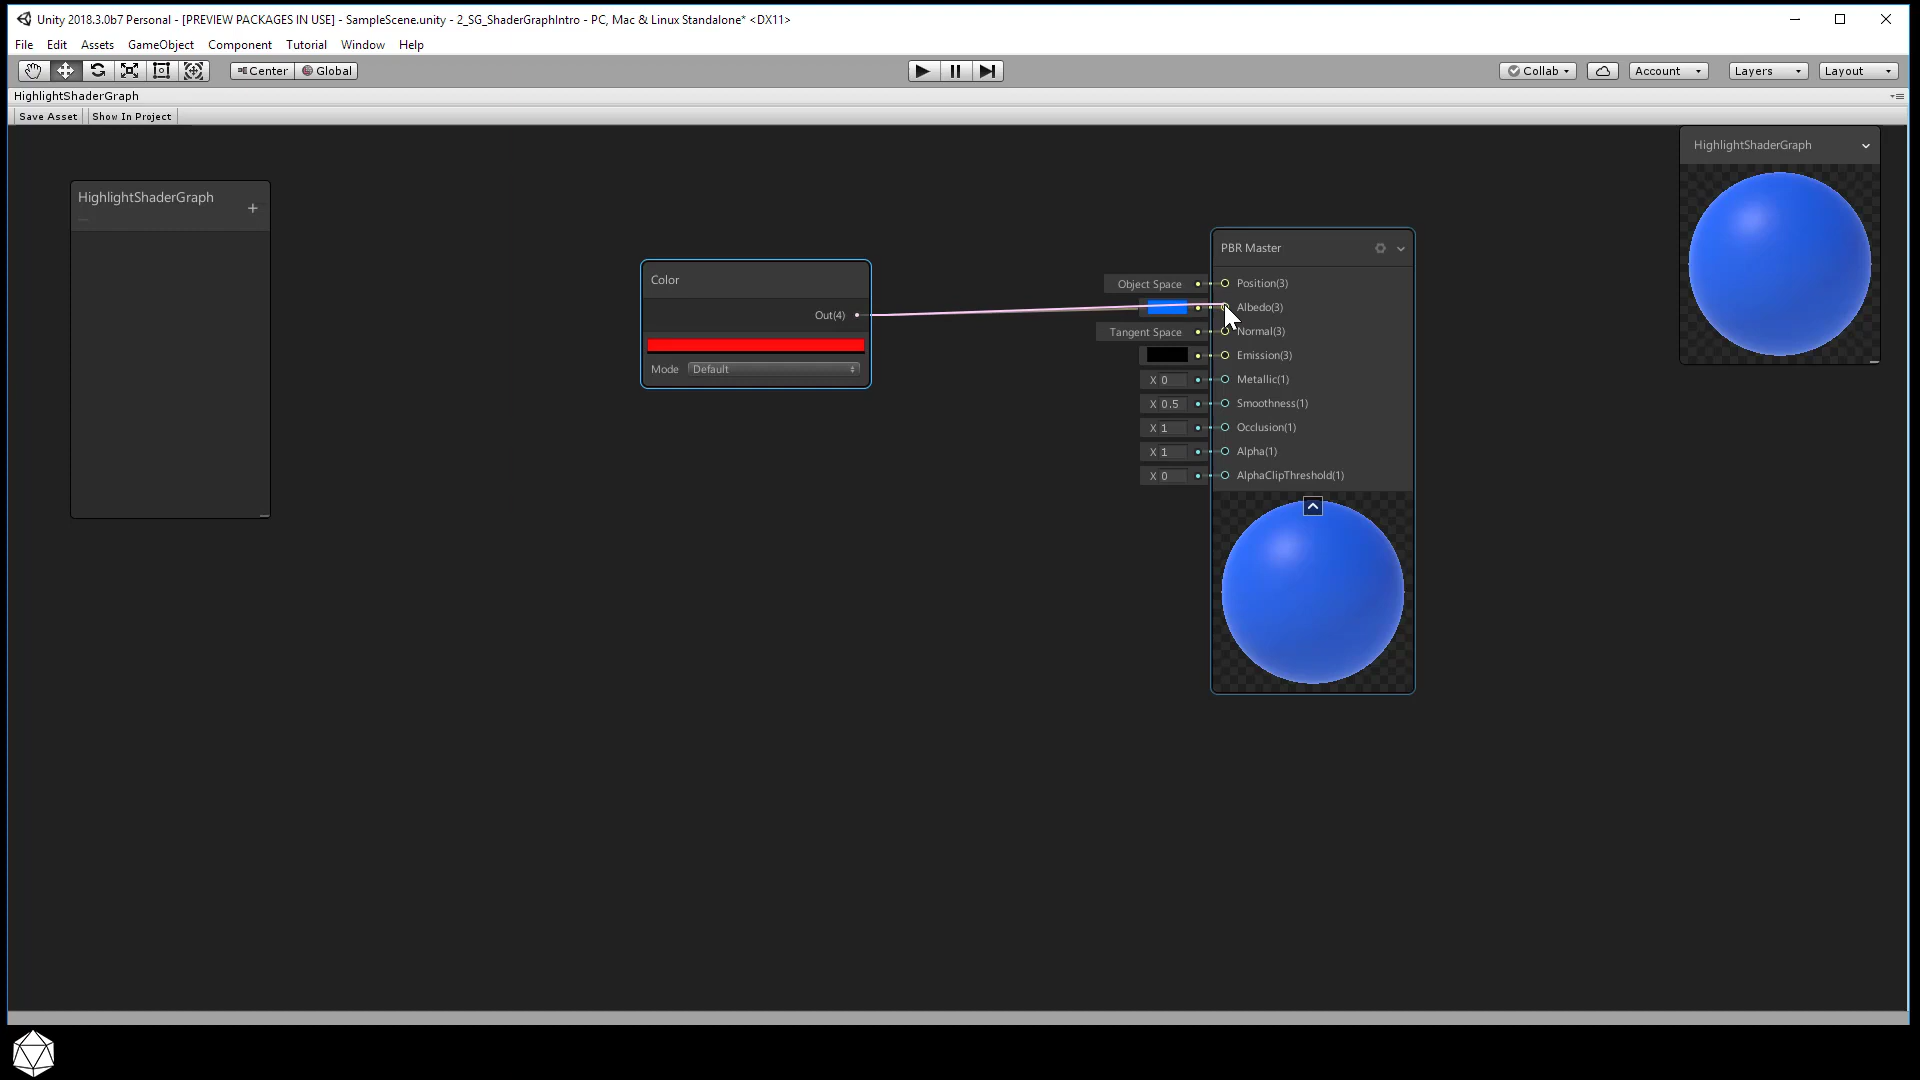 Unity 2018.3.0b7 Personal - [PREVIEW PACKAGES IN USE] - SampleScene.unity - 2_SG_ShaderGraphIntro - PC, Mac & Linux Standalone* <DX11>
File Edit Assets GameObject Component Tutorial Window Help
Center Global Collab Account Layers Layout
HighlightShaderGraph
Save Asset Show In Project
HighlightShaderGraph
HighlightShaderGraph
Color
Out(4)
Mode Default
PBR Master
Object Space Position(3)
Albedo(3)
Tangent Space Normal(3)
Emission(3)
X 0 Metallic(1)
X 0.5 Smoothness(1)
X 1 Occlusion(1)
X 1 Alpha(1)
X 0 AlphaClipThreshold(1)